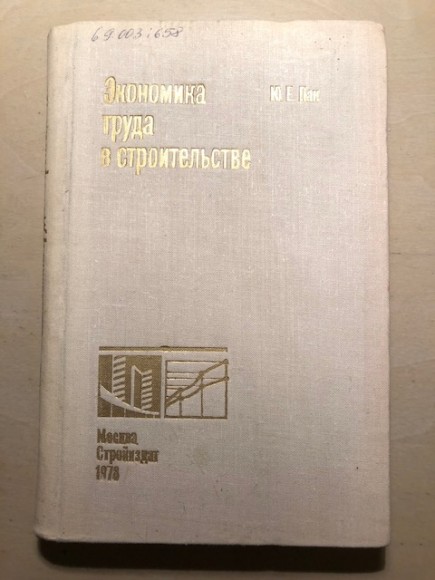 69.003:658
Экономика
труда
в строительстве
Ю. Е. Пак
Москва
Стройиздат
1978